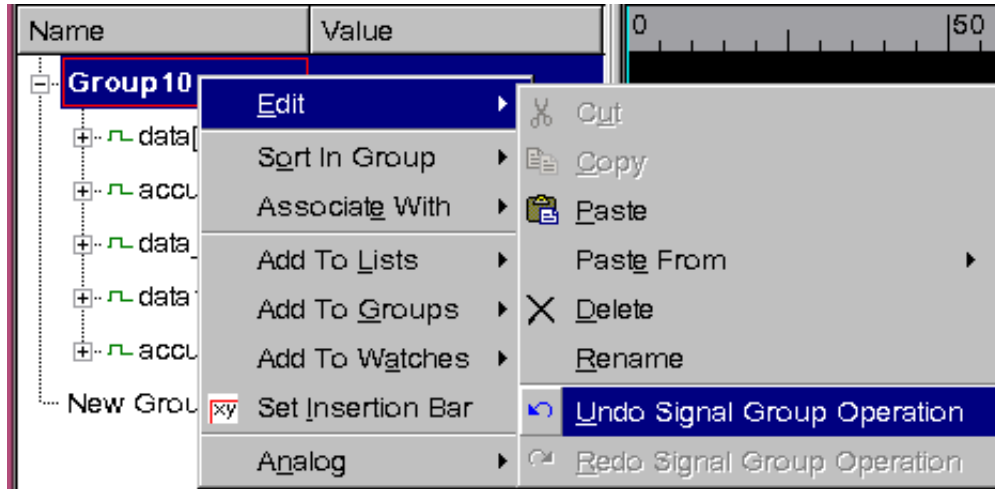 Name Value 0 50
Group10
data[
accu
data_
data
accu
New Grou
Edit
Sort In Group
Associate With
Add To Lists
Add To Groups
Add To Watches
xy Set Insertion Bar
Analog
Cut
Copy
Paste
Paste From
Delete
Rename
Undo Signal Group Operation
Redo Signal Group Operation